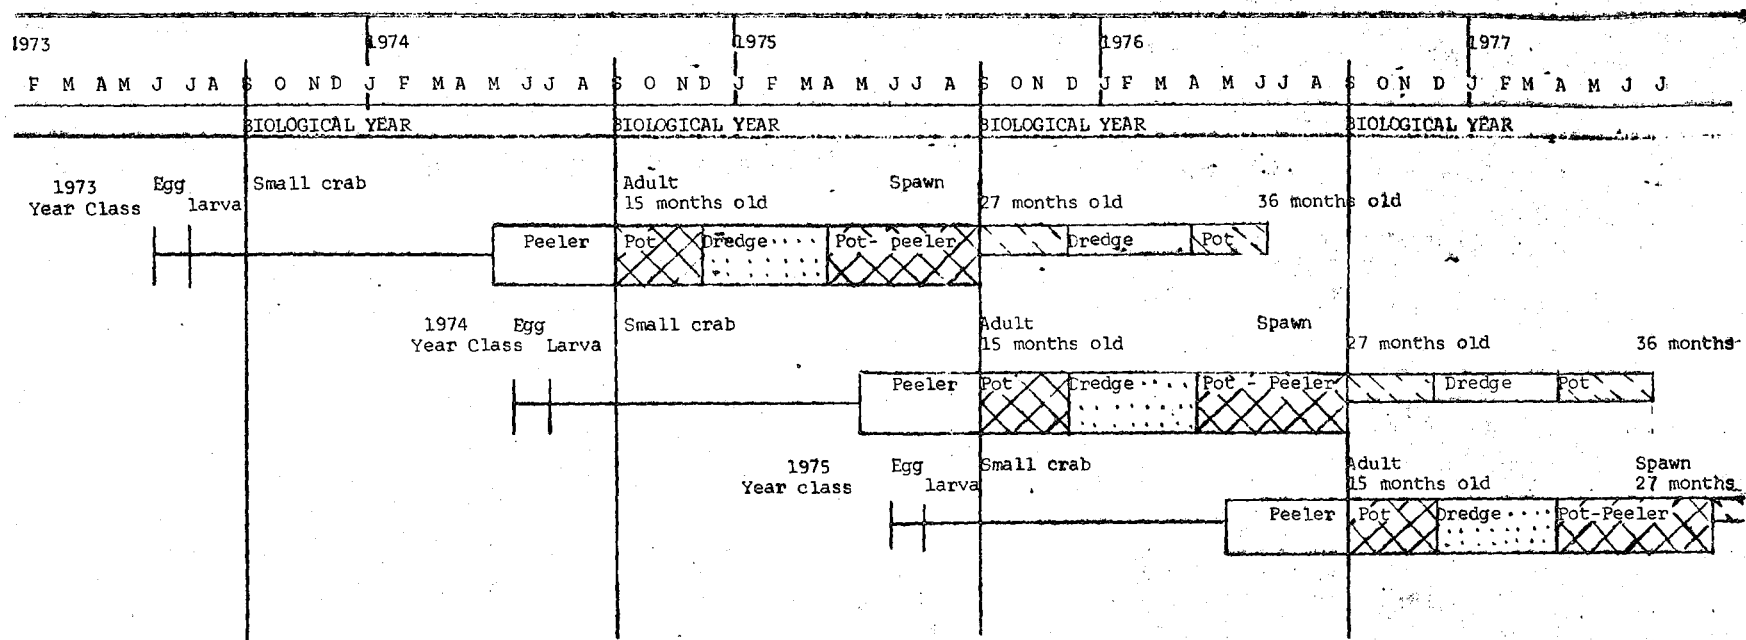 1973 1974 1975 1976 1977
F M A M J J A S O N D J F M A M J J A S O N D J F M A M J J A S O N D J F M A M J J A S O N D J F M A M J J
BIOLOGICAL YEAR BIOLOGICAL YEAR BIOLOGICAL YEAR BIOLOGICAL YEAR
1973 Egg Small crab Adult Spawn
Year Class larva 15 months old 27 months old 36 months old
Peeler Pot Dredge Pot- peeler Dredge Pot
1974 Egg Small crab Adult Spawn
Year Class Larva 15 months old 27 months old 36 months
Peeler Pot Dredge Pot - Peeler Dredge Pot
1975 Egg Small crab Adult Spawn
Year class larva 15 months old 27 months
Peeler Pot Dredge Pot-Peeler